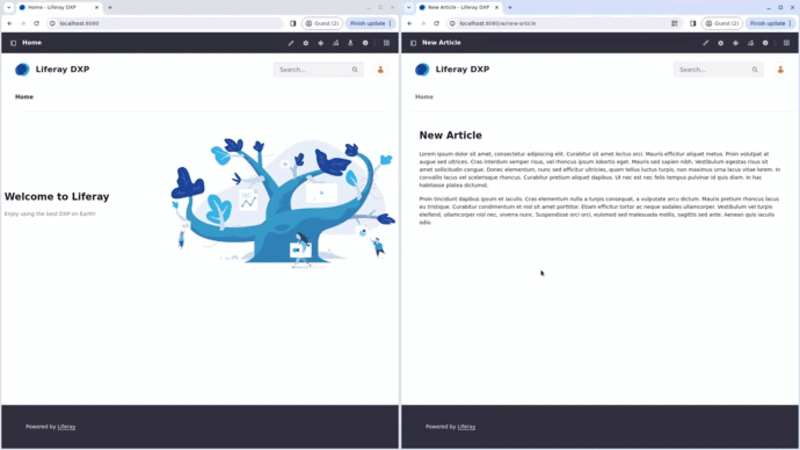 Home - Liferay DXP
localhost:8080
Guest (2)
Finish update
Home
Liferay DXP
Search...
Home
Welcome to Liferay
Enjoy using the best DXP on Earth!
Powered by Liferay
New Article - Liferay DXP
localhost:8080/w/new-article
Guest (2)
Finish update
New Article
Liferay DXP
Search...
Home
New Article
Lorem ipsum dolor sit amet, consectetur adipiscing elit. Curabitur sit amet lectus orci. Mauris efficitur aliquet metus. Proin volutpat at
augue sed ultrices. Cras interdum semper risus, vel rhoncus ipsum lobortis eget. Mauris sed sapien nibh. Vestibulum egestas risus sit
amet sollicitudin congue. Donec elementum, nunc sed efficitur ultricies, quam tellus luctus turpis, non maximus urna lacus vitae lorem. In
convallis lacus vel scelerisque rhoncus. Curabitur pretium aliquet dapibus. Ut nec est nec felis tempus pulvinar id quis diam. In hac
habitasse platea dictumst.
Proin tincidunt dapibus ipsum et iaculis. Cras elementum nulla a turpis consequat, a vulputate arcu dictum. Mauris pretium rhoncus lacus
eu tristique. Curabitur condimentum et nisl sit amet porttitor. Etiam efficitur tortor ac neque sodales ullamcorper. Vestibulum vel turpis
eleifend, ullamcorper nisl nec, viverra nunc. Suspendisse orci orci, euismod sed malesuada mollis, sagittis sed ante. Aenean quis iaculis
odio.
Powered by Liferay